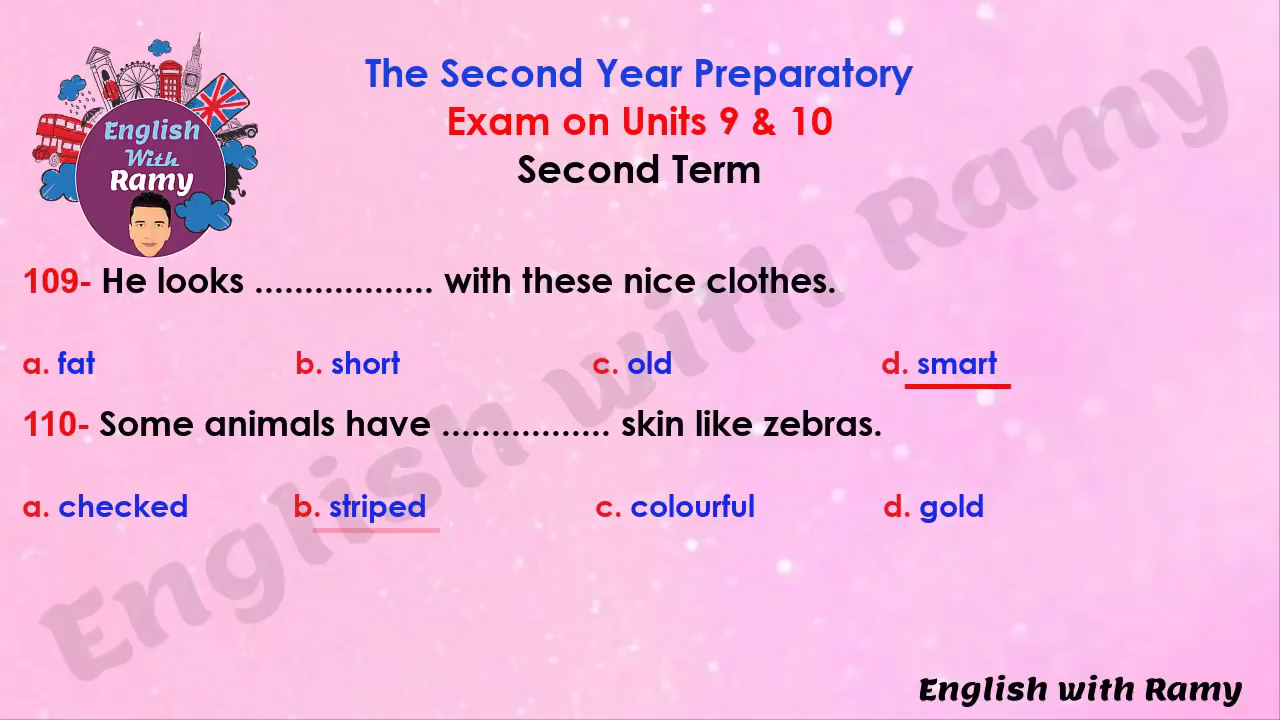 English
With
Ramy
The Second Year Preparatory
Exam on Units 9 & 10
Second Term
109- He looks .................. with these nice clothes.
a. fat b. short c. old d. smart
110- Some animals have ................. skin like zebras.
a. checked b. striped c. colourful d. gold
English with Ramy
English with Ramy